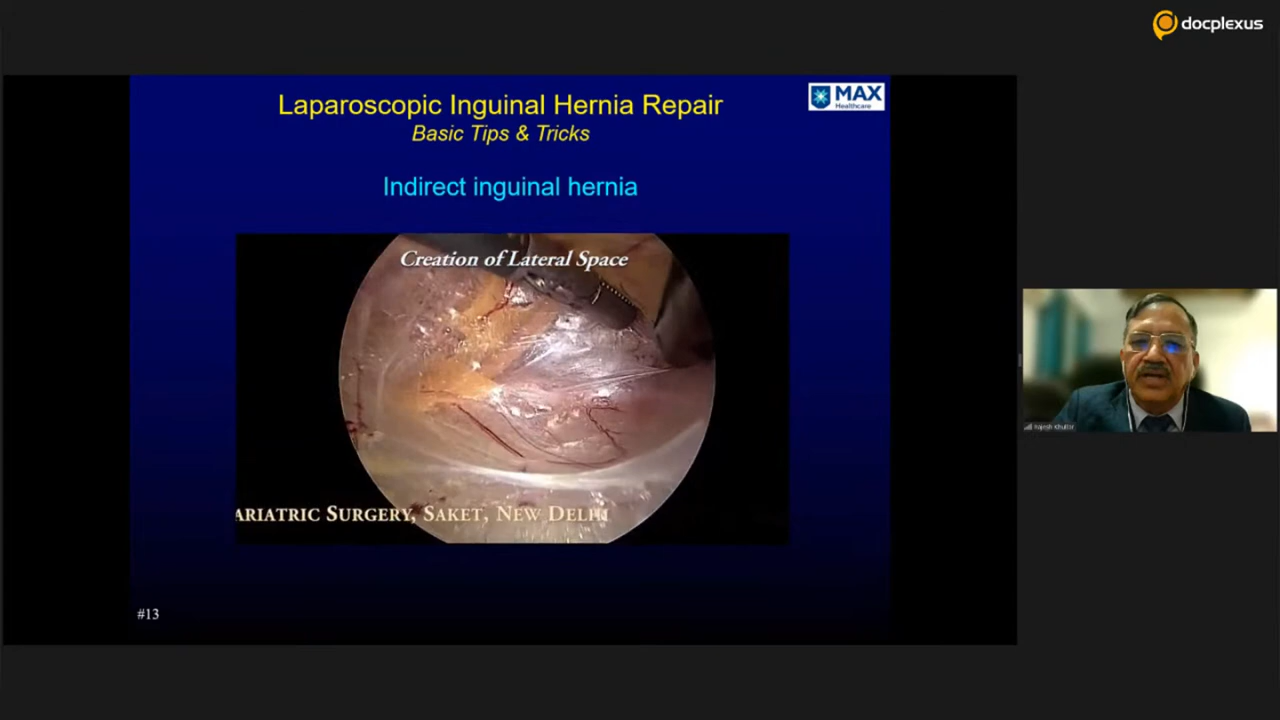 docplexus
Laparoscopic Inguinal Hernia Repair
MAX
Healthcare
Basic Tips & Tricks
Indirect inguinal hernia
Creation of Lateral Space
ARIATRIC SURGERY, SAKET, NEW DELHI
#13